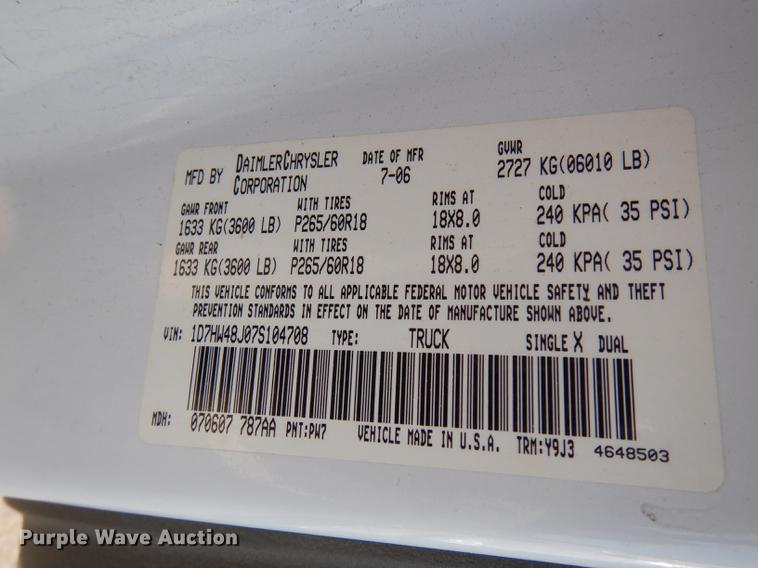 MFD BY DAIMLERCHRYSLER CORPORATION DATE OF MFR 7-06 GVWR 2727 KG(06010 LB)
GAWR FRONT WITH TIRES RIMS AT COLD
1633 KG(3600 LB) P265/60R18 18X8.0 240 KPA( 35 PSI)
GAWR REAR WITH TIRES RIMS AT COLD
1633 KG(3600 LB) P265/60R18 18X8.0 240 KPA( 35 PSI)
THIS VEHICLE CONFORMS TO ALL APPLICABLE FEDERAL MOTOR VEHICLE SAFETY AND THEFT
PREVENTION STANDARDS IN EFFECT ON THE DATE OF MANUFACTURE SHOWN ABOVE.
VIN: 1D7HW48J07S104708 TYPE: TRUCK SINGLE X DUAL
MDH: 070607 787AA PNT:PW7 VEHICLE MADE IN U.S.A. TRM:Y9J3 4648503
Purple Wave Auction